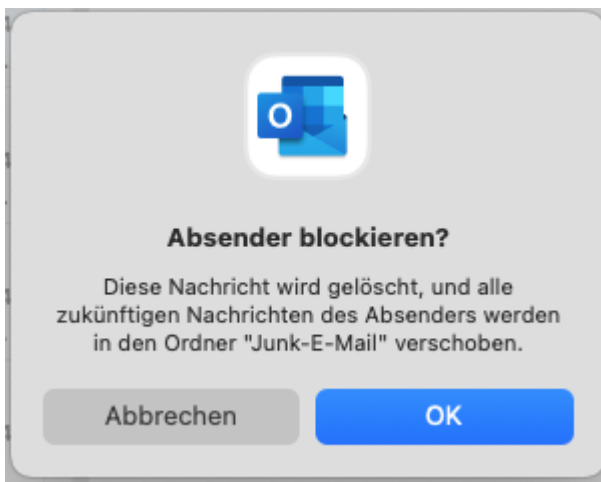 O
Absender blockieren?
Diese Nachricht wird gelöscht, und alle
zukünftigen Nachrichten des Absenders werden
in den Ordner "Junk-E-Mail" verschoben.
Abbrechen OK